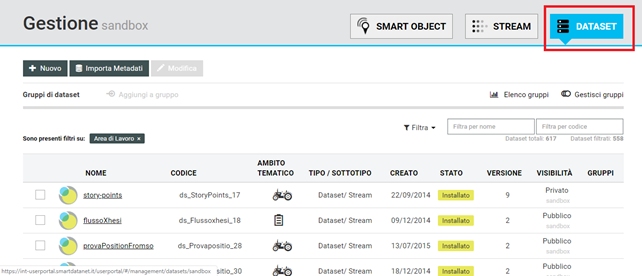 Gestione sandbox
SMART OBJECT
STREAM
DATASET
Nuovo
Importa Metadati
Modifica
Gruppi di dataset
Aggiungi a gruppo
Elenco gruppi
Gestisci gruppi
Filtra
Filtra per nome
Filtra per codice
Sono presenti filtri su: Area di Lavoro ×
Dataset totali: 617
Dataset filtrati: 558
NOME CODICE AMBITO TEMATICO TIPO / SOTTOTIPO CREATO STATO VERSIONE VISIBILITÀ GRUPPI
story-points ds_StoryPoints_17 Dataset/ Stream 22/09/2014 Installato 9 Privato sandbox
flussoXhesi ds_Flussoxhesi_18 Dataset/ Stream 09/12/2014 Installato 2 Pubblico sandbox
provaPositionFromso ds_Provapositio_28 Dataset/ Stream 13/07/2015 Installato 2 Pubblico sandbox
https://int-userportal.smartdatanet.it/userportal/#/management/datasets/sandbox sitio_30 Dataset/ Stream 18/12/2014 Installato 2 Pubblico